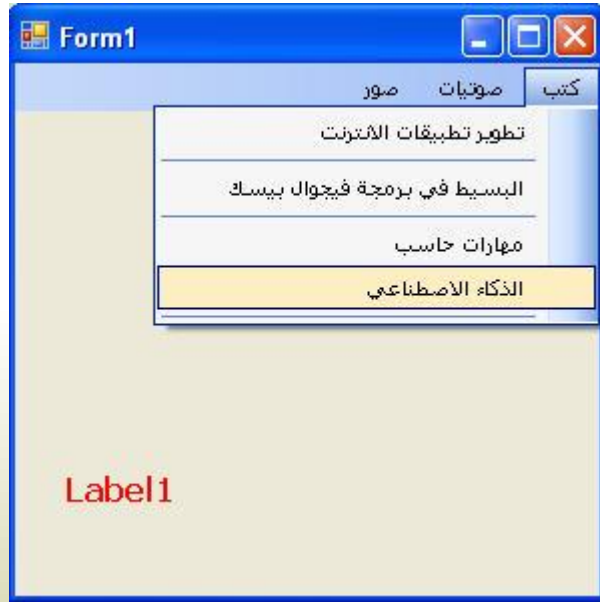 Form1
كتب صوتيات صور
تطوير تطبيقات الانترنت
البسيط في برمجة فيجوال بيسك
مهارات حاسب
الذكاء الاصطناعي
Label1